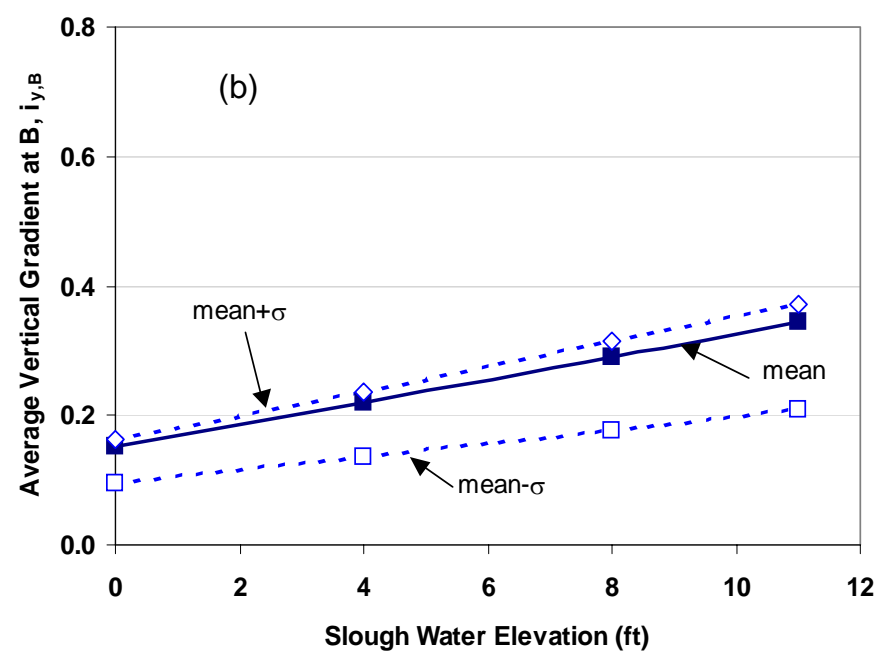 0.8
(b)
0.6
0.4
mean+σ
mean
0.2
mean-σ
0.0
0 2 4 6 8 10 12
Slough Water Elevation (ft)
Average Vertical Gradient at B, i y,B